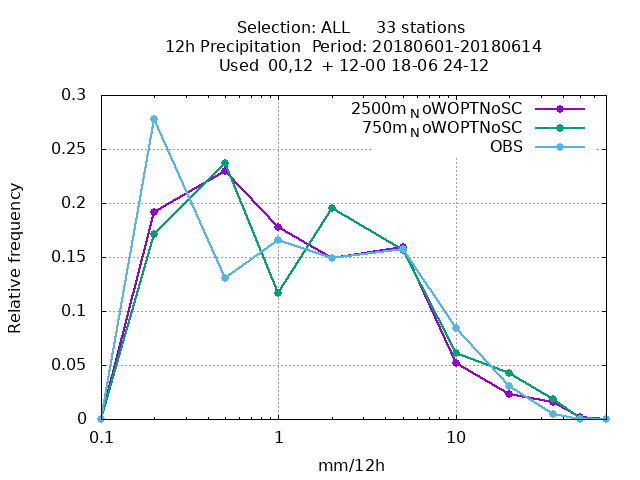 Selection: ALL 33 stations
12h Precipitation Period: 20180601-20180614
Used 00,12 + 12-00 18-06 24-12
2500m_NoWOPTNoSC
750m_NoWOPTNoSC
OBS
0.3
0.25
0.2
0.15
0.1
0.05
0
Relative frequency
0.1 1 10
mm/12h